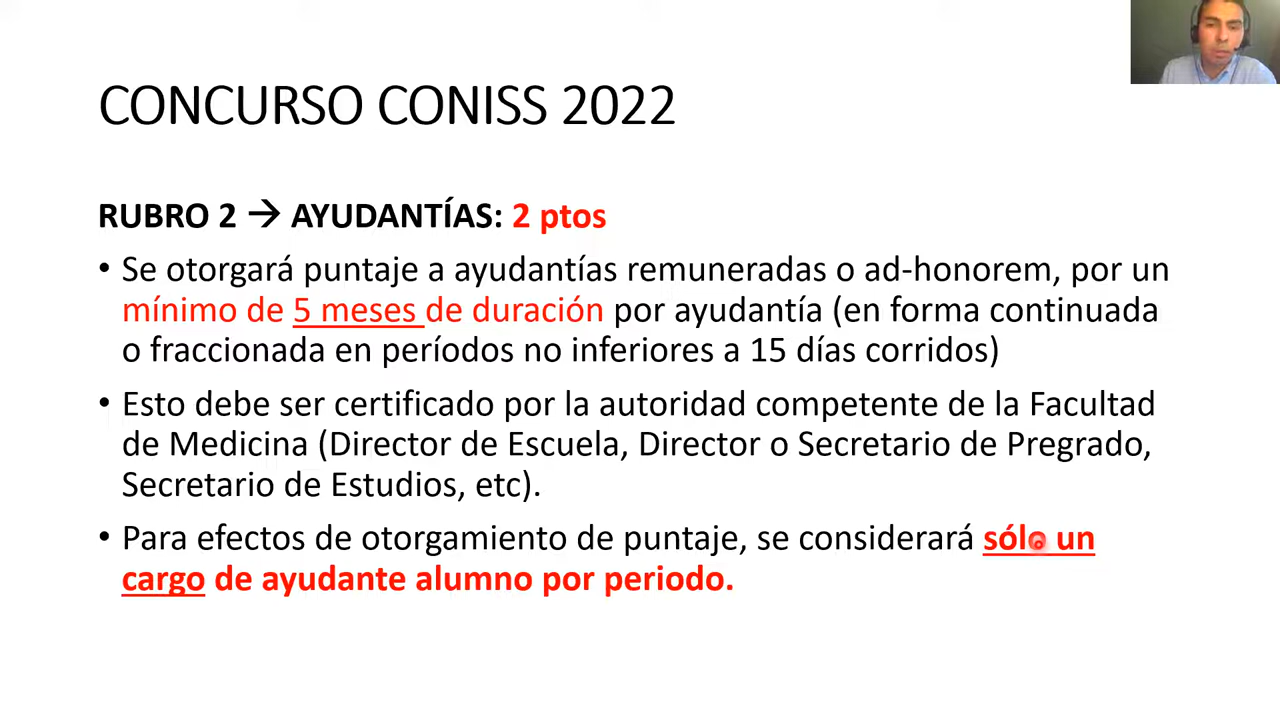 CONCURSO CONISS 2022
RUBRO 2 → AYUDANTÍAS: 2 ptos
• Se otorgará puntaje a ayudantías remuneradas o ad-honorem, por un
mínimo de 5 meses de duración por ayudantía (en forma continuada
o fraccionada en períodos no inferiores a 15 días corridos)
• Esto debe ser certificado por la autoridad competente de la Facultad
de Medicina (Director de Escuela, Director o Secretario de Pregrado,
Secretario de Estudios, etc).
• Para efectos de otorgamiento de puntaje, se considerará sólo un
cargo de ayudante alumno por periodo.